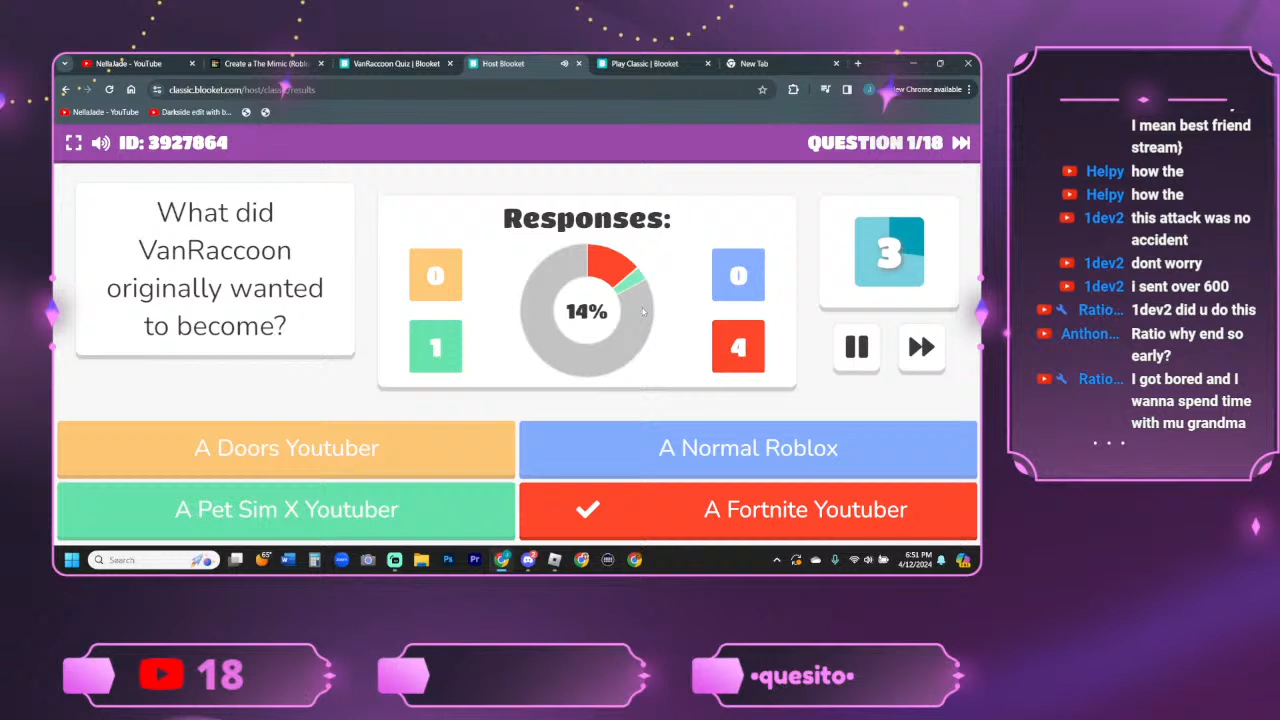 NellaJade - YouTube
Create a The Mimic (Robl
VanRaccoon Quiz | Blooket
Host Blooket
Play Classic | Blooket
New Tab
classic.blooket.com/host/classic/results
ew Chrome available
NellaJade - YouTube
Darkside edit with b...
ID: 3927864
QUESTION 1/18
What did
VanRaccoon
originally wanted
to become?
Responses:
0
0
14%
1
4
3
A Doors Youtuber
A Normal Roblox
A Pet Sim X Youtuber
A Fortnite Youtuber
Search
65°
6:51 PM
4/12/2024
I mean best friend
stream}
Helpy how the
Helpy how the
1dev2 this attack was no
accident
1dev2 dont worry
1dev2 i sent over 600
Ratio... 1dev2 did u do this
Anthon... Ratio why end so
early?
Ratio... I got bored and I
wanna spend time
with mu grandma
18
•quesito•